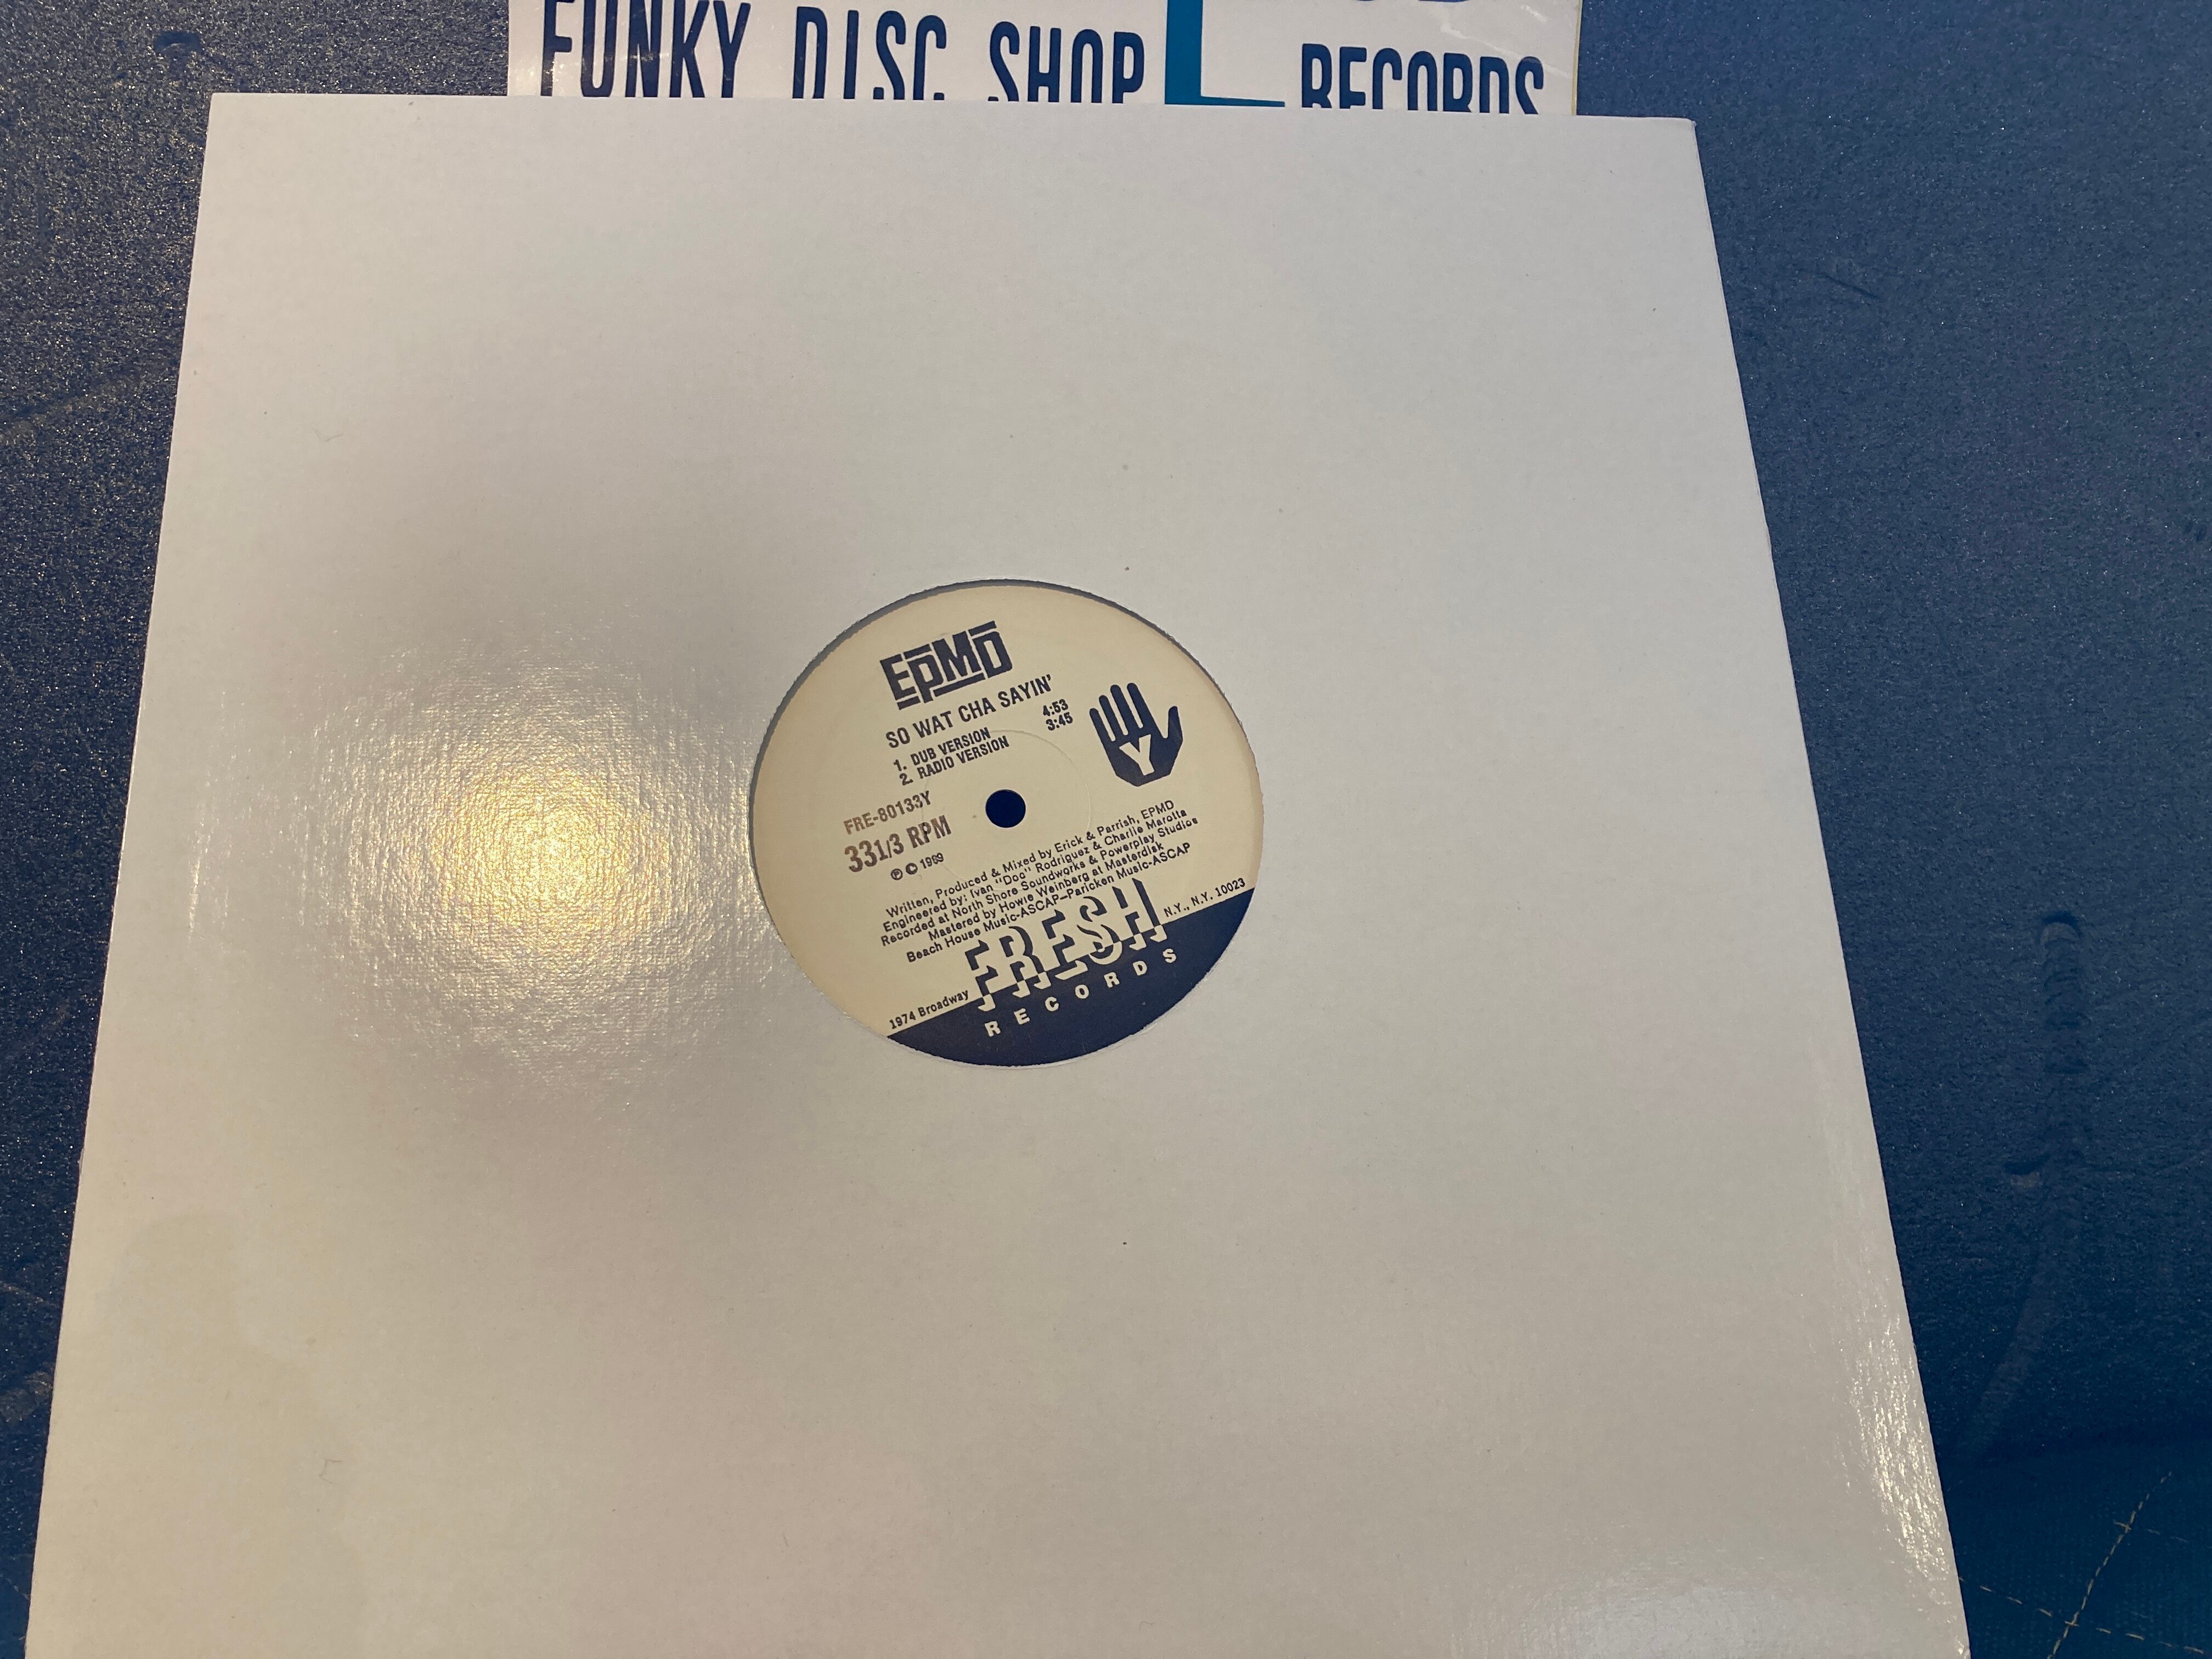 FUNKY DISC SHOP
RECORDS
EPMD
SO WAT CHA SAYIN'
1. DUB VERSION 4:53
2. RADIO VERSION 3:45
Y
FRE-80133Y
33 1/3 RPM
℗ © 1989
Written, Produced & Mixed by Erick & Parrish, EPMD
Engineered by: Ivan "Doc" Rodriguez & Charlie Marotta
Recorded at North Shore Soundworks & Powerplay Studios
Mastered by Howie Weinberg at Masterdisk
Beach House Music-ASCAP–Paricken Music-ASCAP
1974 Broadway FRESH N.Y., N.Y. 10023
RECORDS